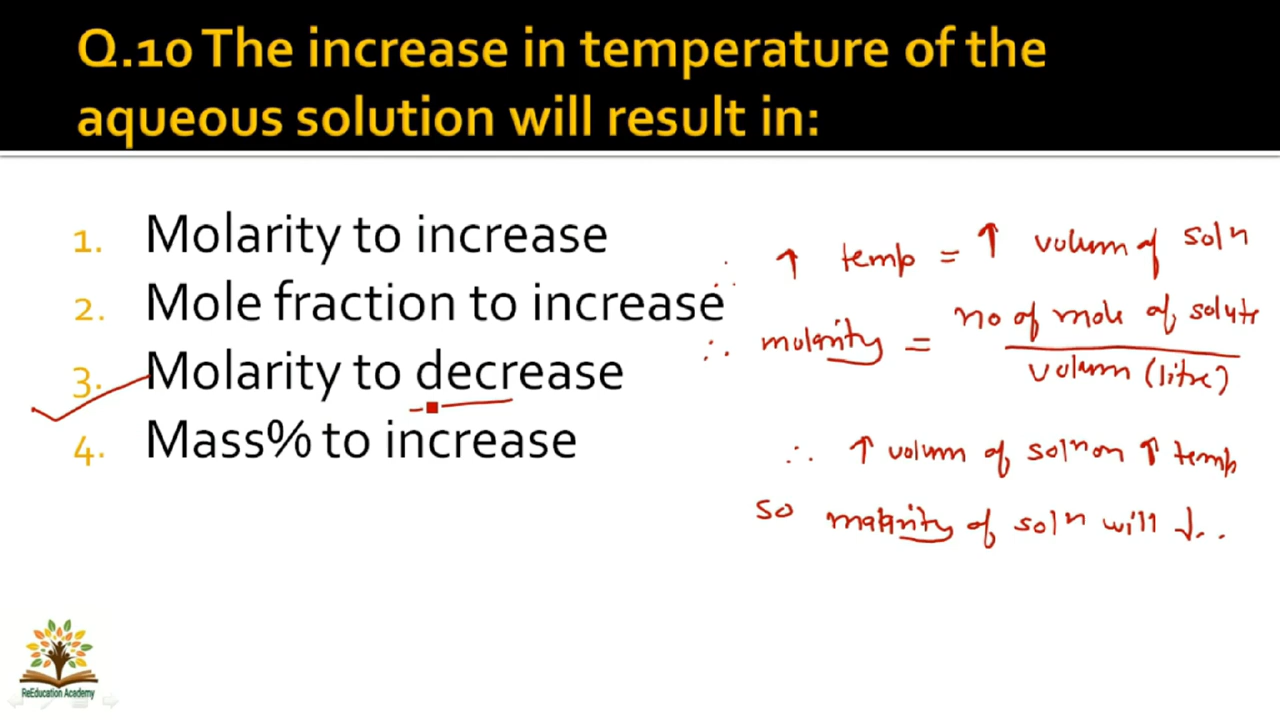 Q.10 The increase in temperature of the
aqueous solution will result in:
1. Molarity to increase
2. Mole fraction to increase
3. Molarity to decrease
4. Mass% to increase
∵ ↑ temp = ↑ volum of soln
∴ molarity = no of mole of solute
volum (litre)
∴ ↑ volum of soln on ↑ temp
so molarity of soln will ↓..
ReEducation Academy